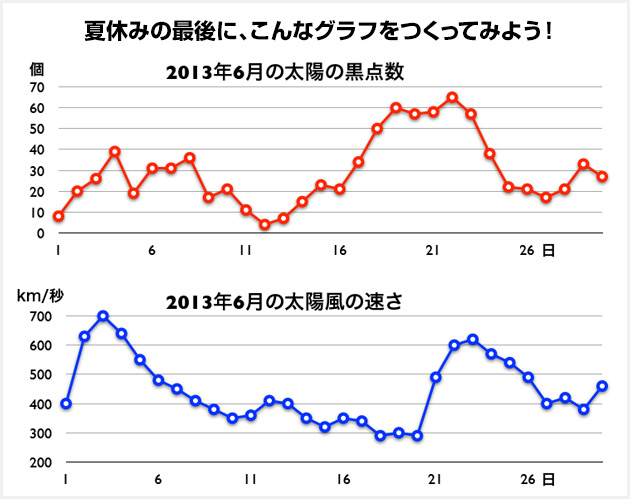 夏休みの最後に、こんなグラフをつくってみよう!
個
2013年6月の太陽の黒点数
70
60
50
40
30
20
10
0
1 6 11 16 21 26 日
km/秒
2013年6月の太陽風の速さ
700
600
500
400
300
200
1 6 11 16 21 26 日